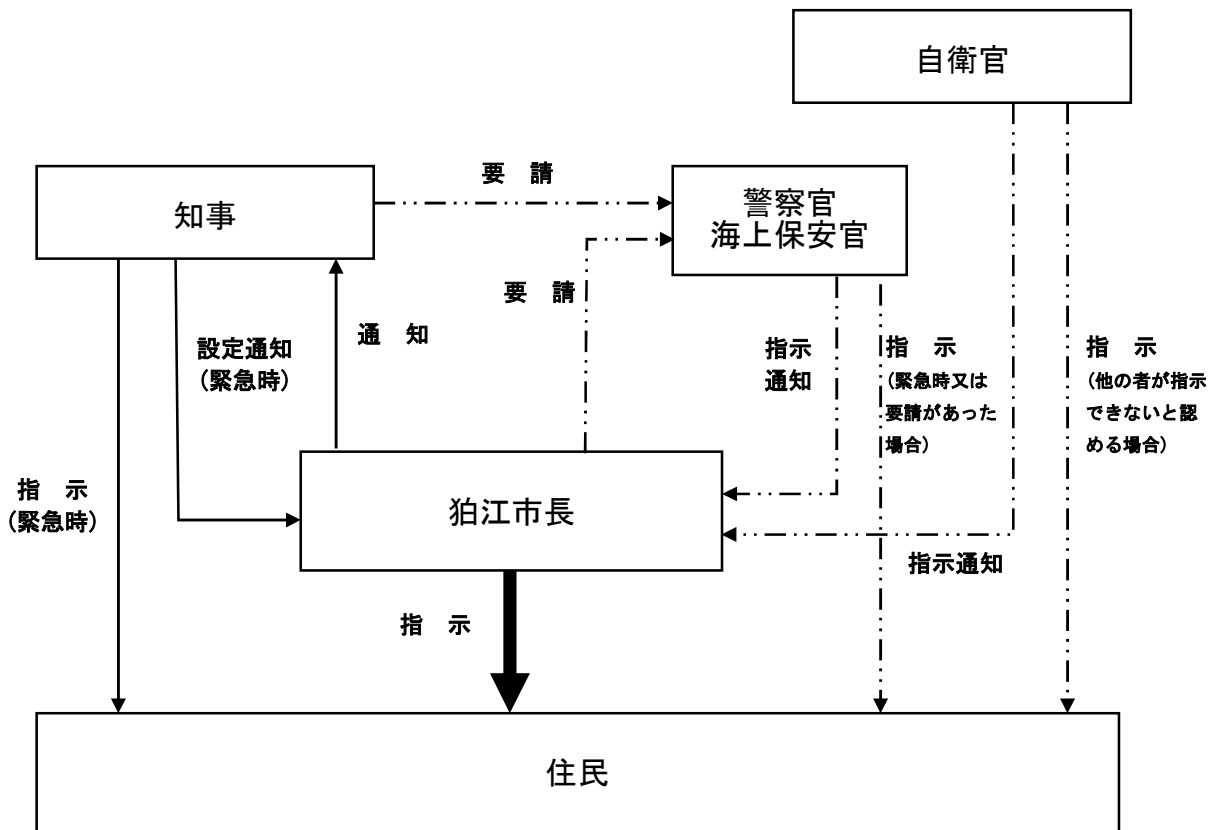 自衛官
要　請
知事
警察官
海上保安官
要　請
設定通知
（緊急時）
通　知
指示
通知
指　示
（緊急時又は
要請があった
場合）
指　示
（他の者が指示
できないと認
める場合）
指　示
（緊急時）
狛江市長
指示通知
指　示
住民